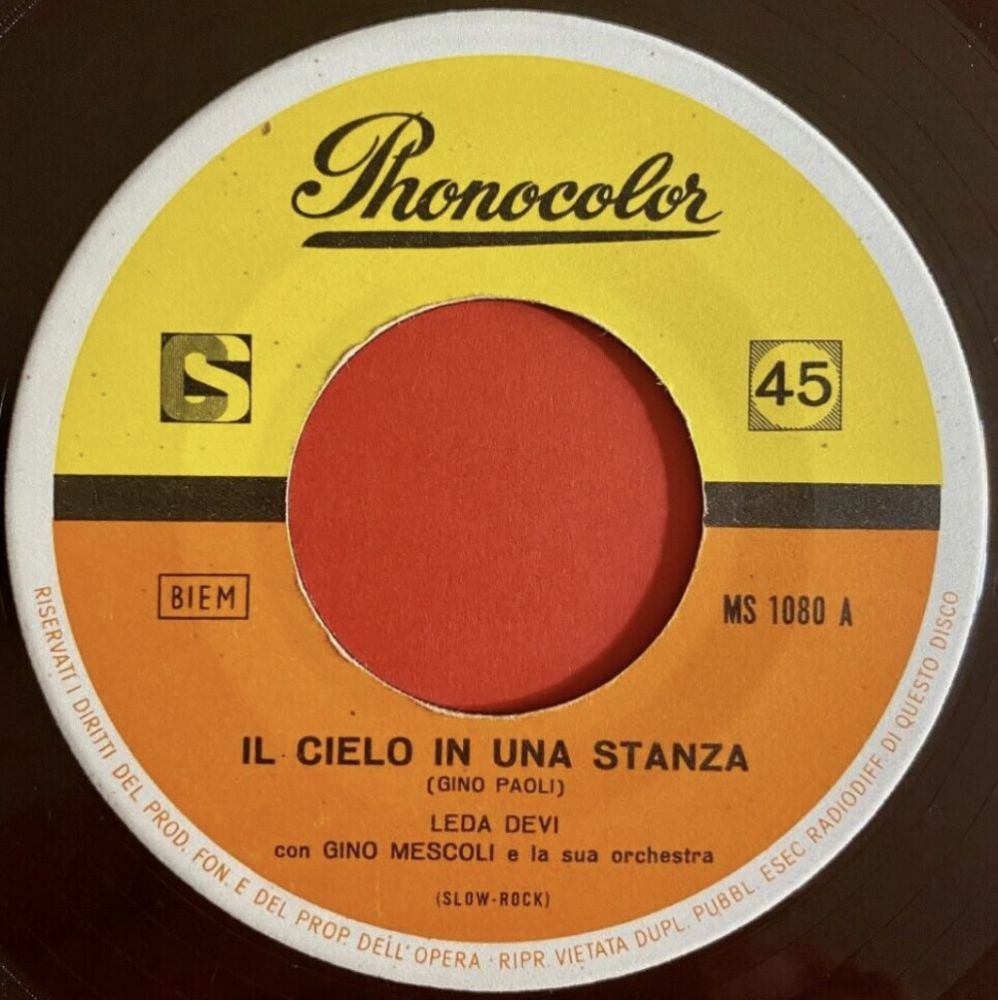 Phonocolor
GS
45
BIEM
MS 1080 A
IL CIELO IN UNA STANZA
(GINO PAOLI)
LEDA DEVI
con GINO MESCOLI e la sua orchestra
(SLOW-ROCK)
RISERVATI I DIRITTI DEL PROD. FON. E DEL PROP. DELL'OPERA · RIPR. VIETATA DUPL. PUBBL. ESEC RADIODIFF. DI QUESTO DISCO